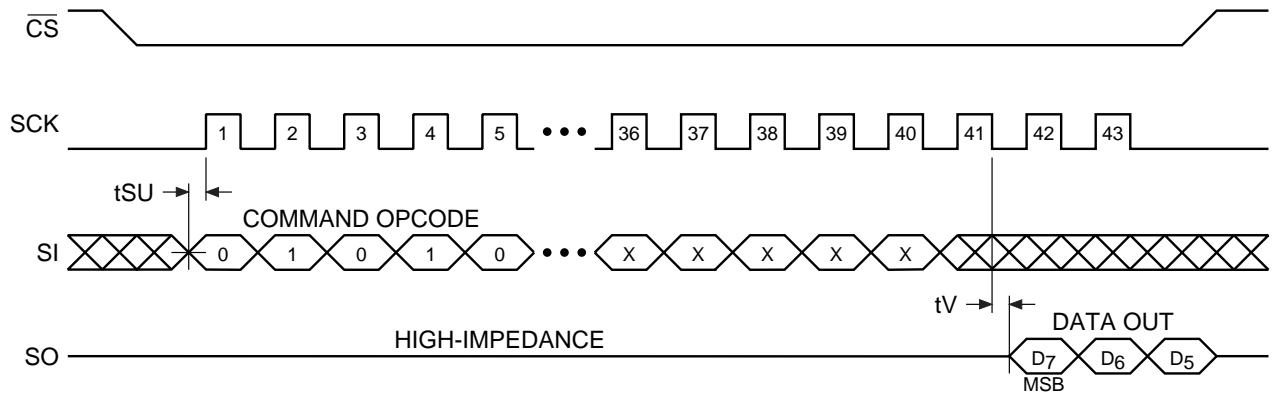 CS
SCK
1 2 3 4 5 ••• 36 37 38 39 40 41 42 43
tSU
COMMAND OPCODE
SI
0 1 0 1 0 ••• X X X X X
tV
DATA OUT
HIGH-IMPEDANCE
SO
D7 D6 D5
MSB